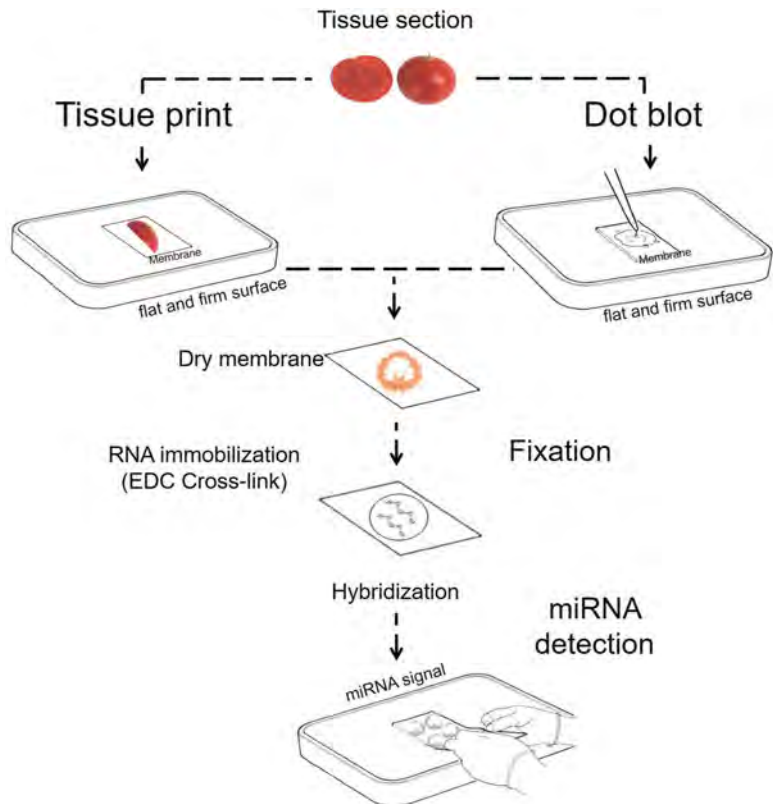 Tissue section
Tissue print
Dot blot
Membrane
flat and firm surface
Membrane
flat and firm surface
Dry membrane
RNA immobilization
(EDC Cross-link)
Fixation
Hybridization
miRNA
detection
miRNA signal